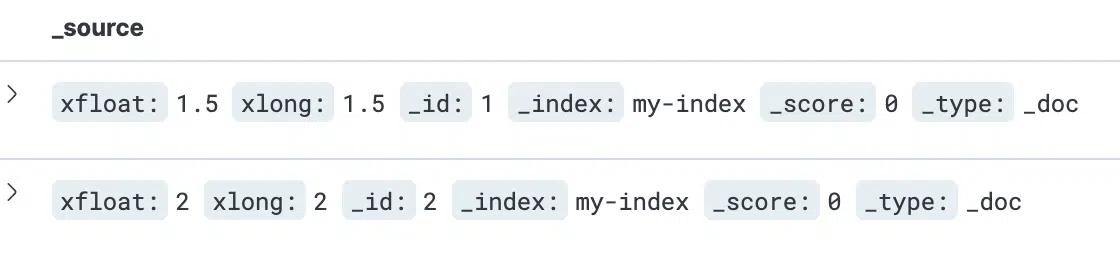 _source
xfloat: 1.5 xlong: 1.5 _id: 1 _index: my-index _score: 0 _type: _doc
xfloat: 2 xlong: 2 _id: 2 _index: my-index _score: 0 _type: _doc